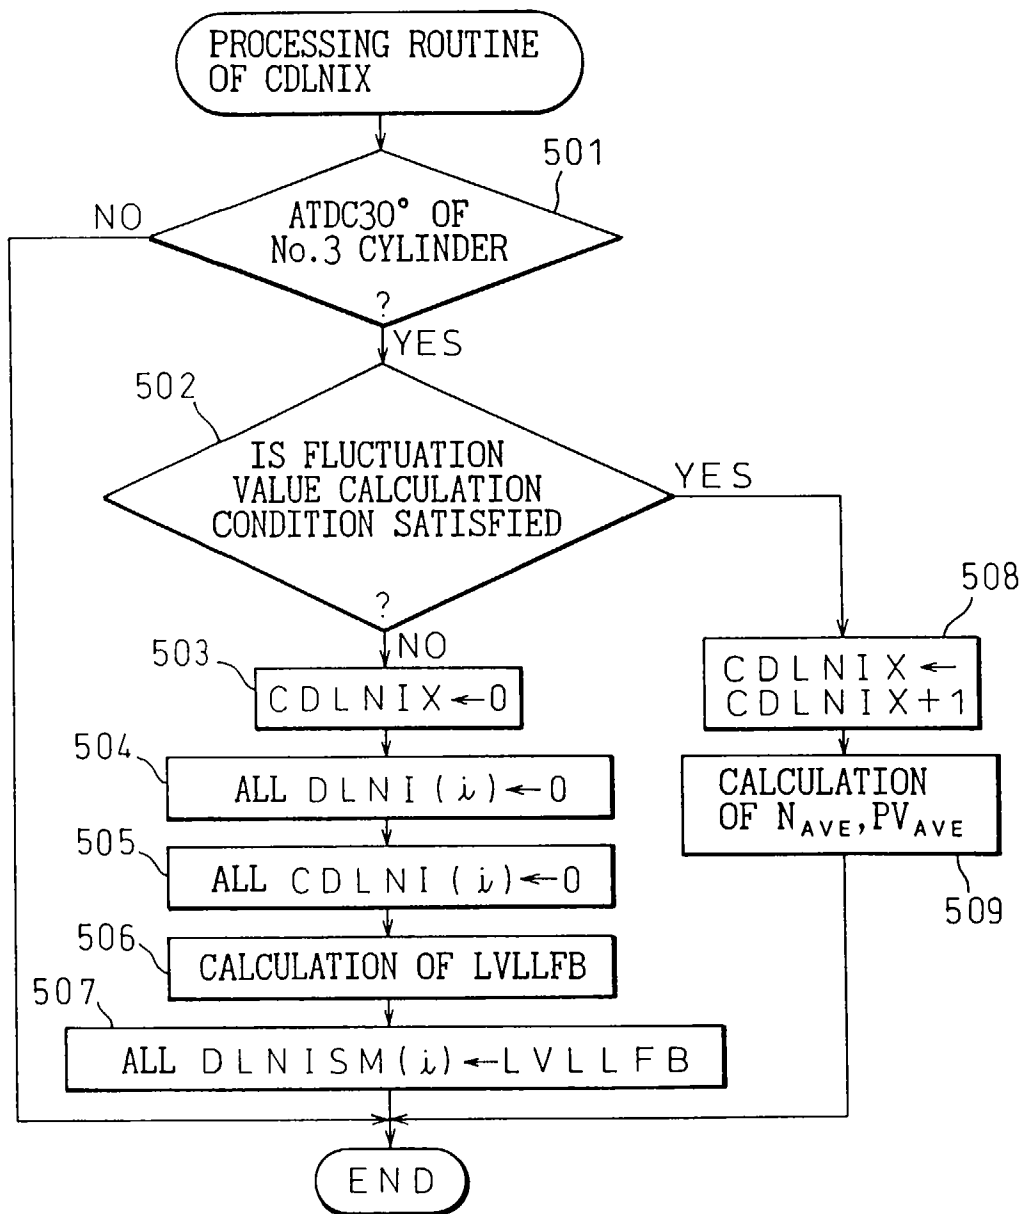 PROCESSING ROUTINE
OF CDLNIX
501
ATDC30° OF
No.3 CYLINDER
?
NO
YES
502
IS FLUCTUATION
VALUE CALCULATION
CONDITION SATISFIED
?
YES
NO
503
CDLNIX←0
508
CDLNIX←
CDLNIX+1
504
ALL DLNI(i)←0
CALCULATION
OF N_AVE, PV_AVE
509
505
ALL CDLNI(i)←0
506
CALCULATION OF LVLLFB
507
ALL DLNISM(i)←LVLLFB
END